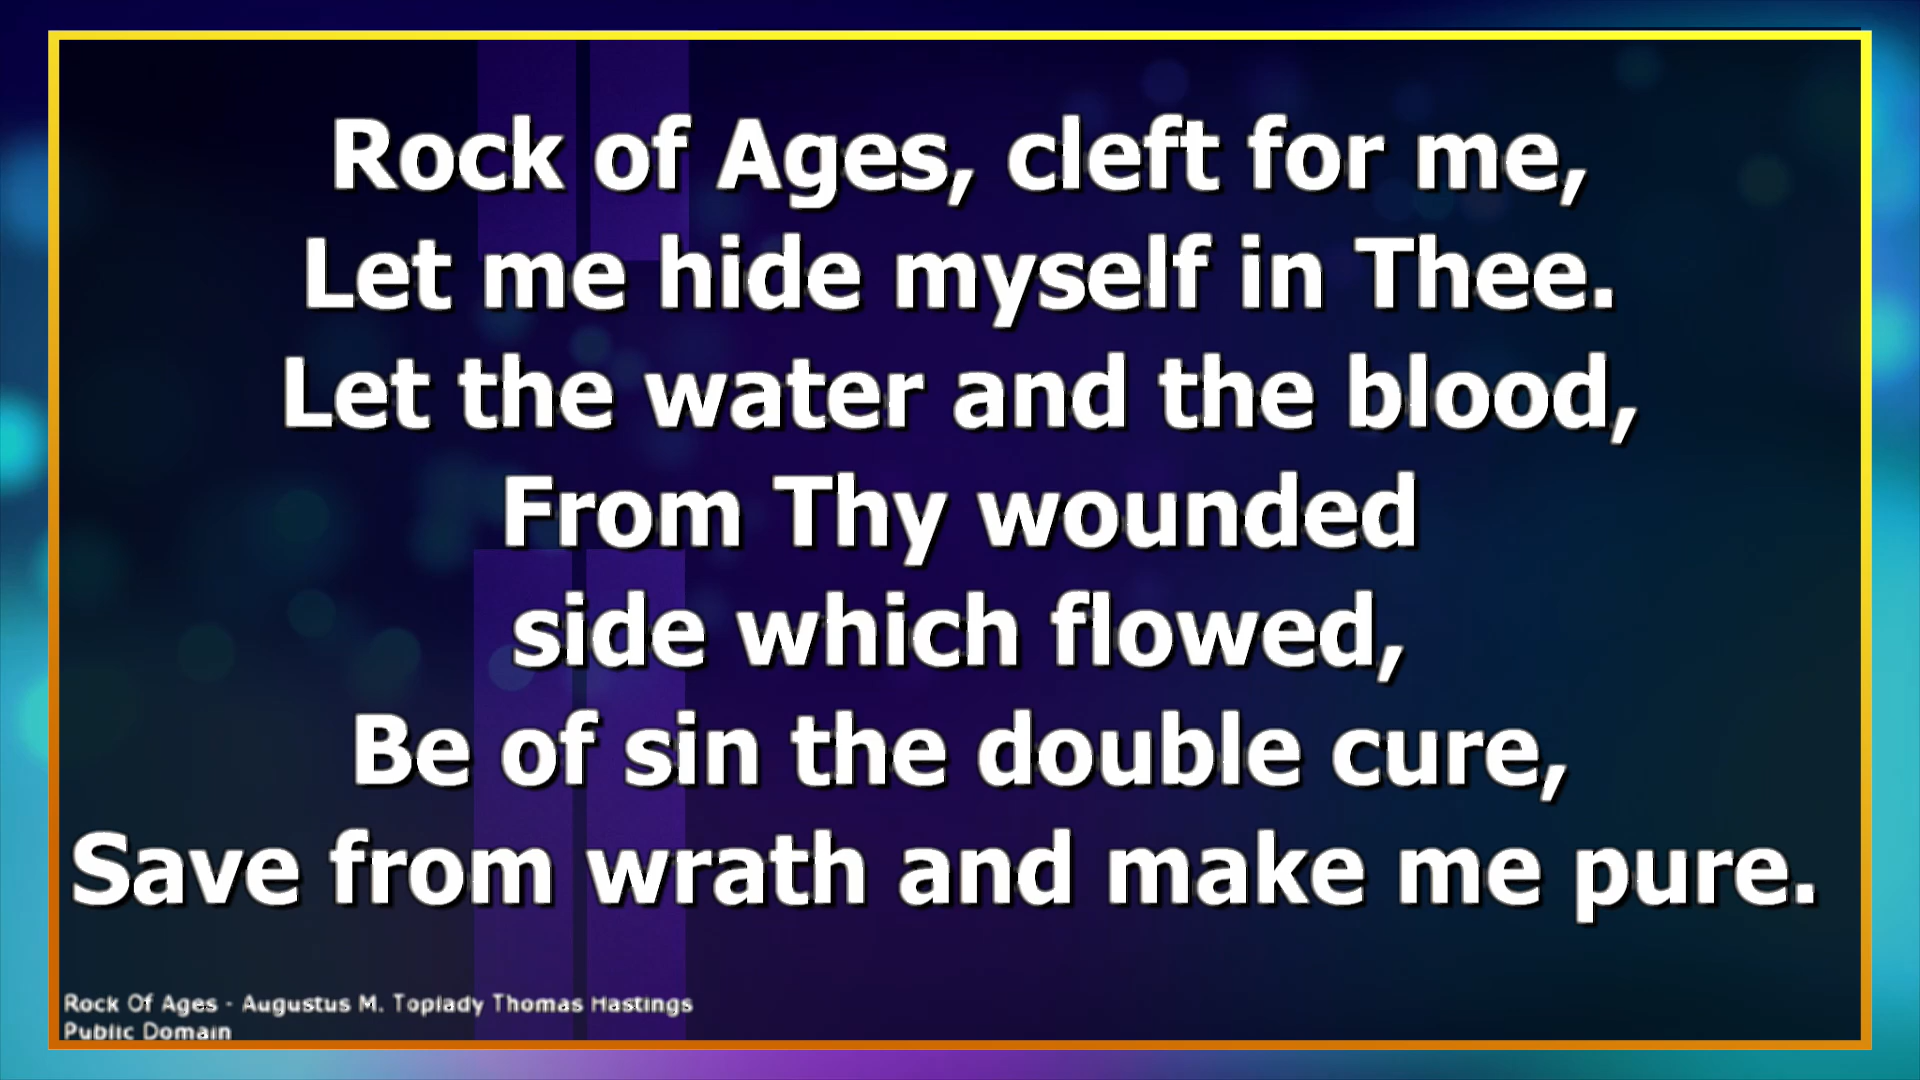 Rock of Ages, cleft for me,
Let me hide myself in Thee.
Let the water and the blood,
From Thy wounded
side which flowed,
Be of sin the double cure,
Save from wrath and make me pure.
Rock Of Ages - Augustus M. Toplady Thomas Hastings
Public Domain